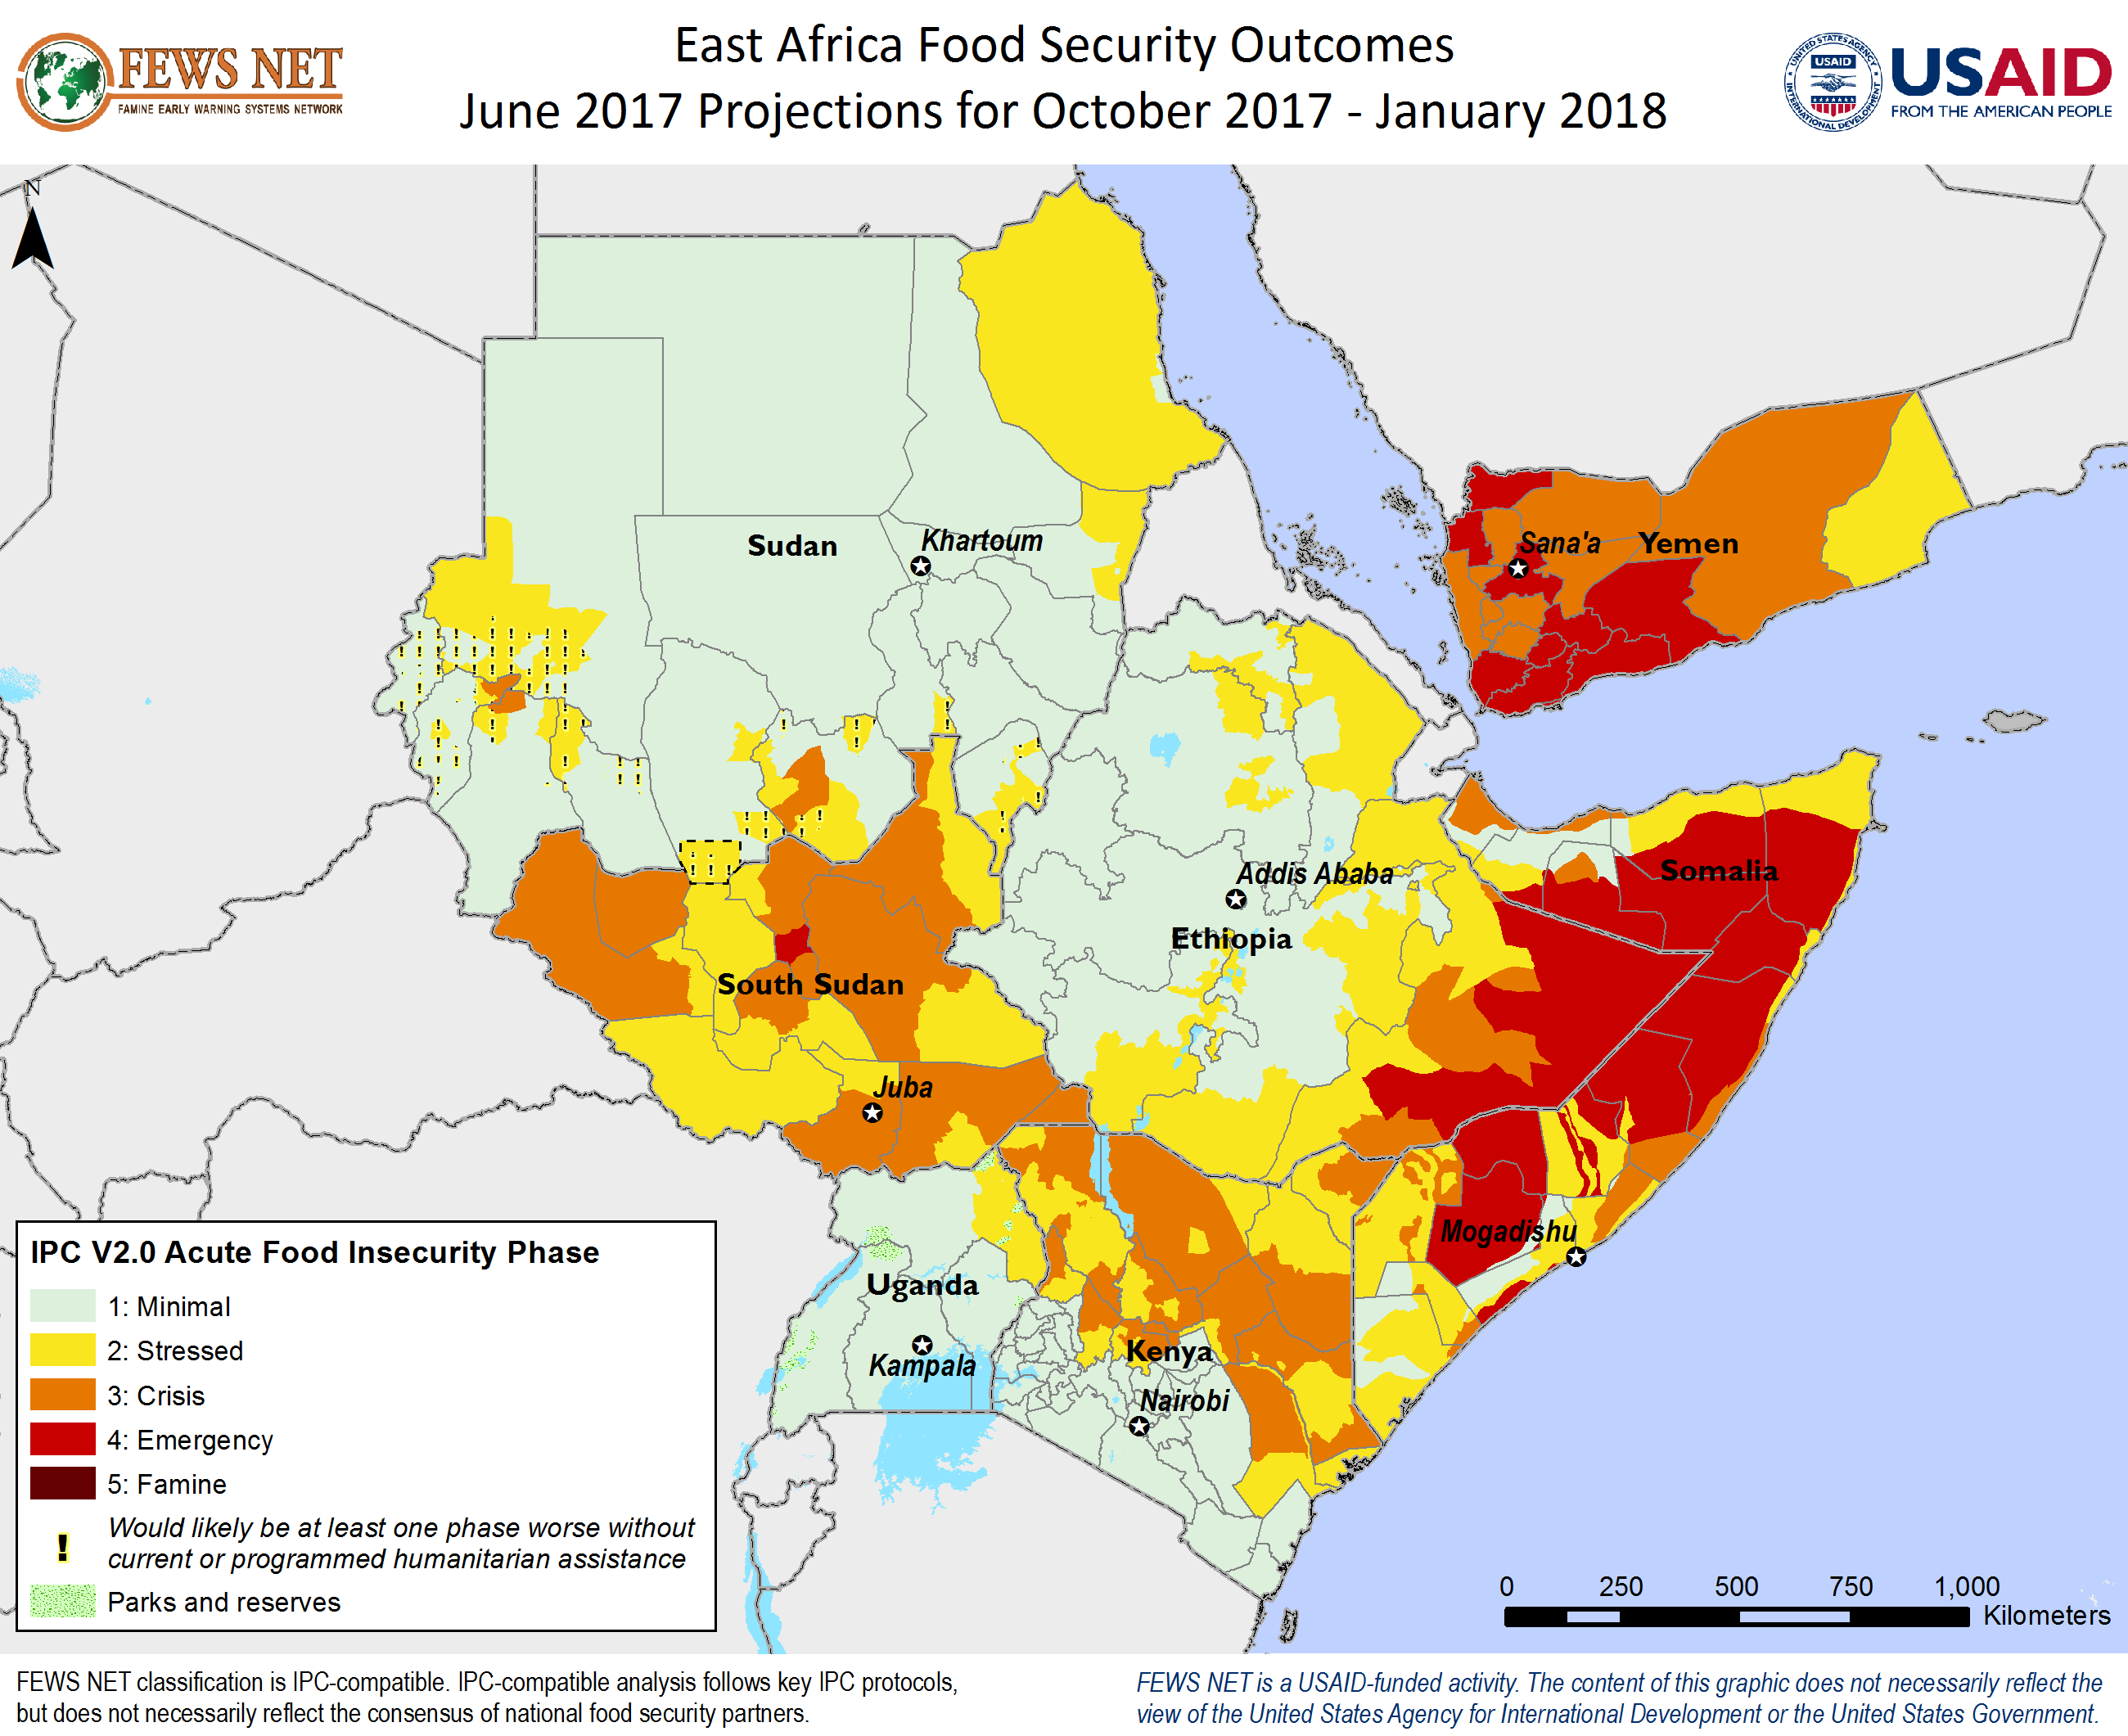 FEWS NET
FAMINE EARLY WARNING SYSTEMS NETWORK
East Africa Food Security Outcomes
June 2017 Projections for October 2017 - January 2018
UNITED STATES AGENCY
INTERNATIONAL DEVELOPMENT
USAID
USAID
FROM THE AMERICAN PEOPLE
N
Sudan
Khartoum
Sana'a
Yemen
Addis Ababa
Ethiopia
Somalia
South Sudan
Juba
Mogadishu
Uganda
Kampala
Kenya
Nairobi
IPC V2.0 Acute Food Insecurity Phase
1: Minimal
2: Stressed
3: Crisis
4: Emergency
5: Famine
! Would likely be at least one phase worse without
current or programmed humanitarian assistance
Parks and reserves
0 250 500 750 1,000
Kilometers
FEWS NET classification is IPC-compatible. IPC-compatible analysis follows key IPC protocols,
but does not necessarily reflect the consensus of national food security partners.
FEWS NET is a USAID-funded activity. The content of this graphic does not necessarily reflect the
view of the United States Agency for International Development or the United States Government.